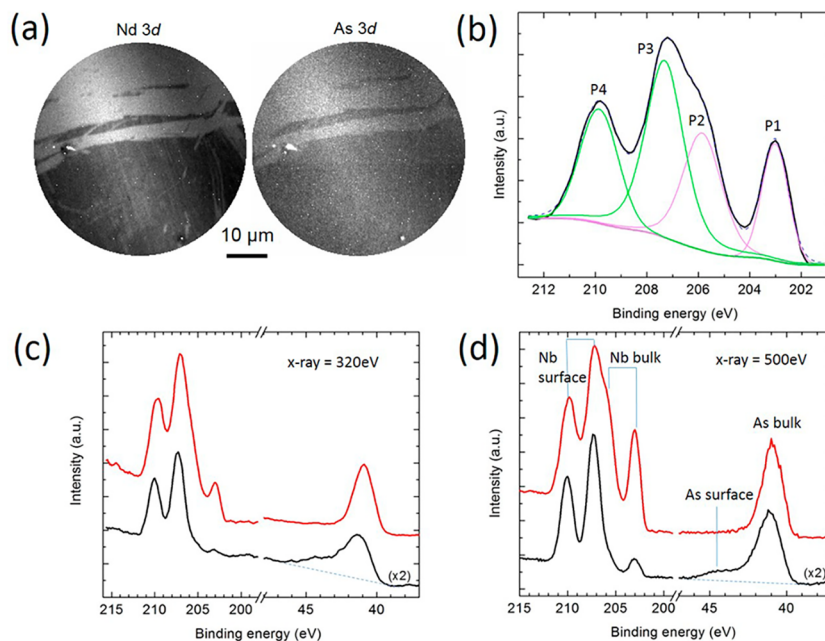 (a)
Nd 3d
As 3d
10 µm
(b)
P4
P3
P2
P1
Intensity (a.u.)
212 210 208 206 204 202
Binding energy (eV)
(c)
x-ray = 320eV
Intensity (a.u.)
(x2)
215 210 205 200 45 40
Binding energy (eV)
(d)
Nb surface
Nb bulk
x-ray = 500eV
As bulk
As surface
Intensity (a.u.)
(x2)
215 210 205 200 45 40
Binding energy (eV)